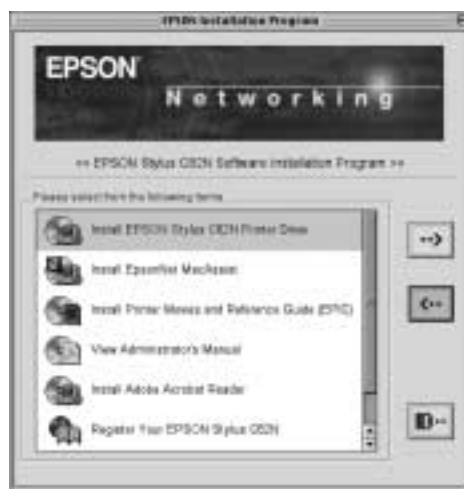 EPSON Installation Program
EPSON
Networking
<< EPSON Stylus C82N Software Installation Program >>
Please select from the following items
Install EPSON Stylus C82N Printer Driver
Install EpsonNet MacAssist
Install Printer Movies and Reference Guide (EPIC)
View Administrator's Manual
Install Adobe Acrobat Reader
Register Your EPSON Stylus C82N